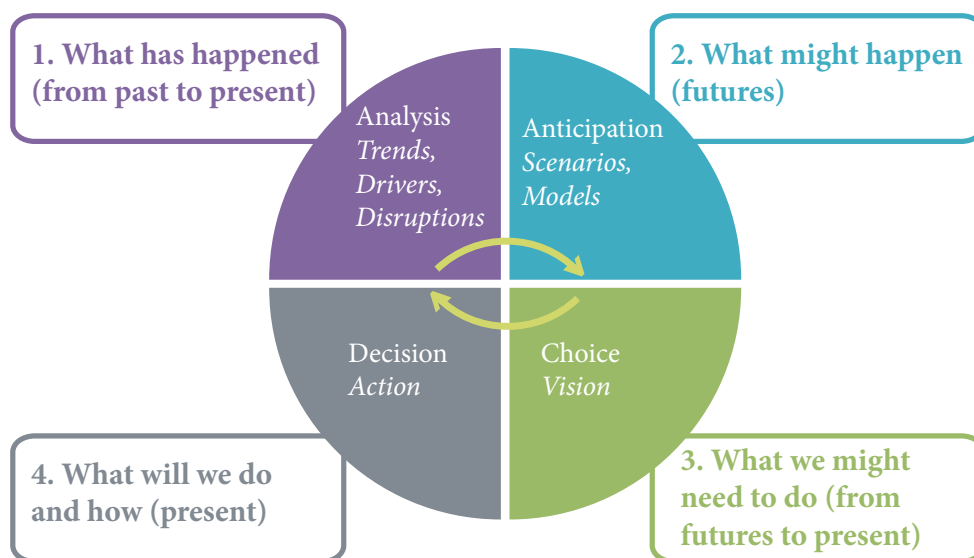 1. What has happened
(from past to present)
2. What might happen
(futures)
Analysis
Trends,
Drivers,
Disruptions
Anticipation
Scenarios,
Models
Decision
Action
Choice
Vision
4. What will we do
and how (present)
3. What we might
need to do (from
futures to present)